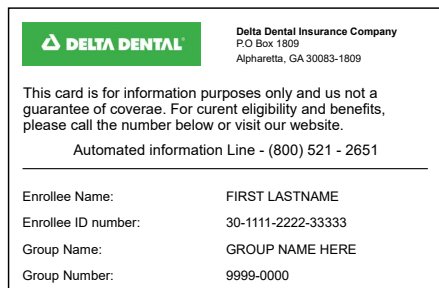 DELTA DENTAL®
Delta Dental Insurance Company
P.O Box 1809
Alpharetta, GA 30083-1809
This card is for information purposes only and us not a
guarantee of coverae. For curent eligibility and benefits,
please call the number below or visit our website.
Automated information Line - (800) 521 - 2651
Enrollee Name: FIRST LASTNAME
Enrollee ID number: 30-1111-2222-33333
Group Name: GROUP NAME HERE
Group Number: 9999-0000